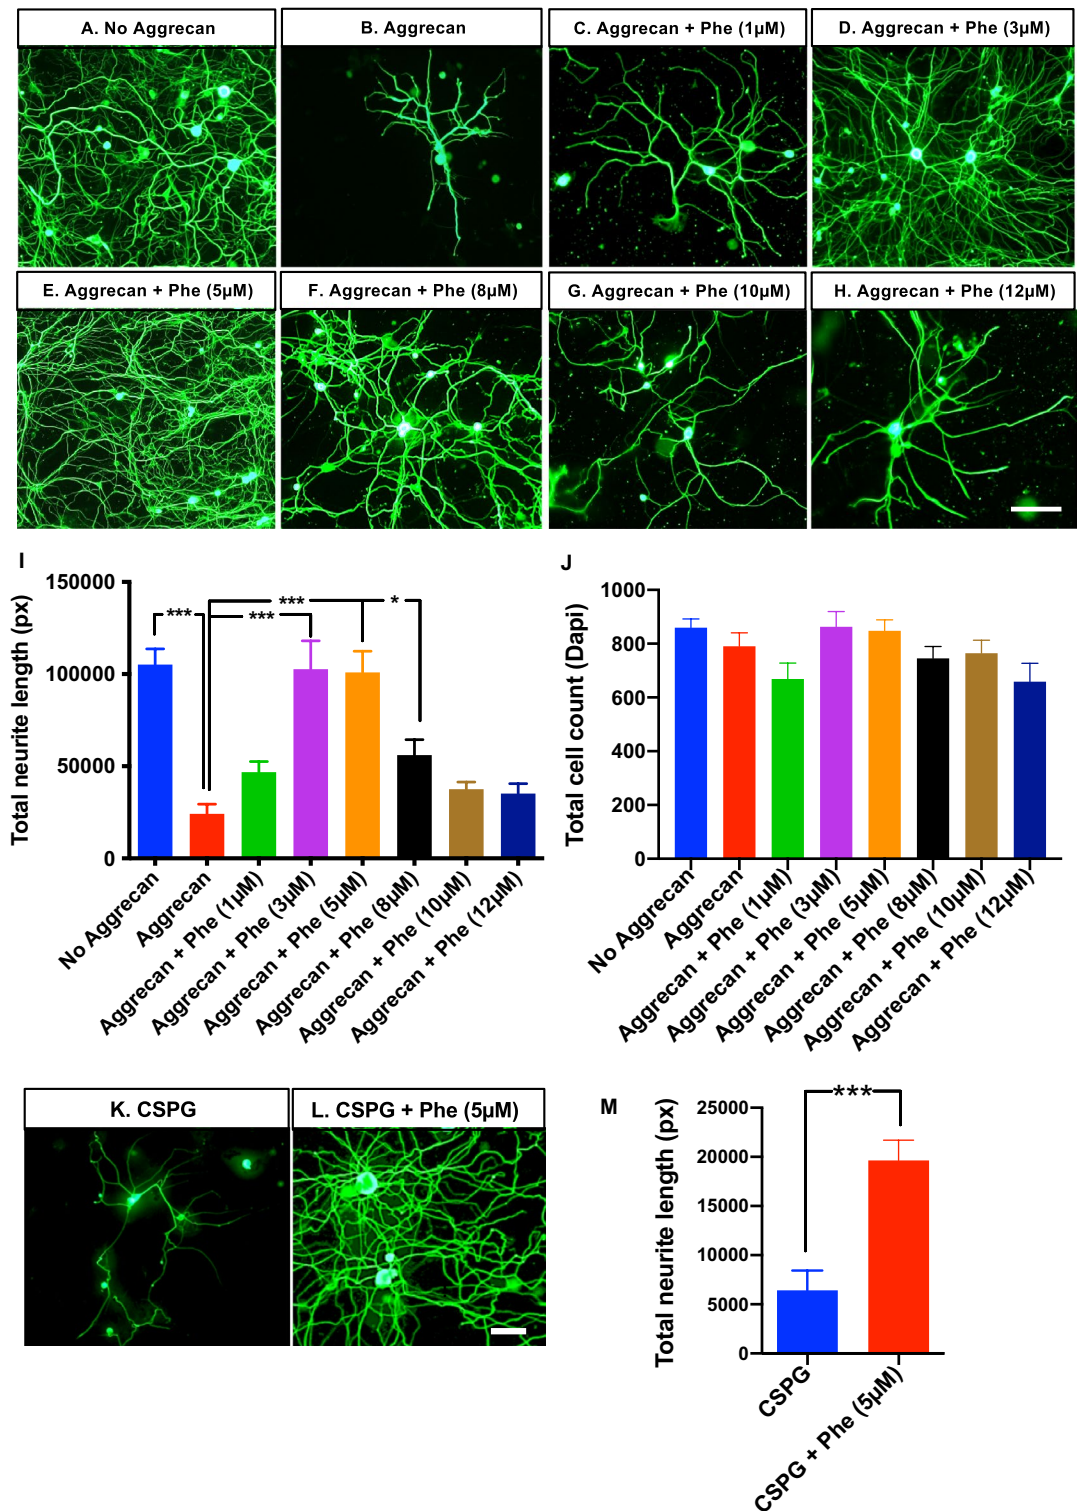 A. No Aggrecan
B. Aggrecan
C. Aggrecan + Phe (1µM)
D. Aggrecan + Phe (3µM)
E. Aggrecan + Phe (5µM)
F. Aggrecan + Phe (8µM)
G. Aggrecan + Phe (10µM)
H. Aggrecan + Phe (12µM)
I
Total neurite length (px)
150000
100000
50000
0
***
***
***
*
No Aggrecan
Aggrecan
Aggrecan + Phe (1µM)
Aggrecan + Phe (3µM)
Aggrecan + Phe (5µM)
Aggrecan + Phe (8µM)
Aggrecan + Phe (10µM)
Aggrecan + Phe (12µM)
J
Total cell count (Dapi)
1000
800
600
400
200
0
No Aggrecan
Aggrecan
Aggrecan + Phe (1µM)
Aggrecan + Phe (3µM)
Aggrecan + Phe (5µM)
Aggrecan + Phe (8µM)
Aggrecan + Phe (10µM)
Aggrecan + Phe (12µM)
K. CSPG
L. CSPG + Phe (5µM)
M
Total neurite length (px)
25000
20000
15000
10000
5000
0
***
CSPG
CSPG + Phe (5µM)